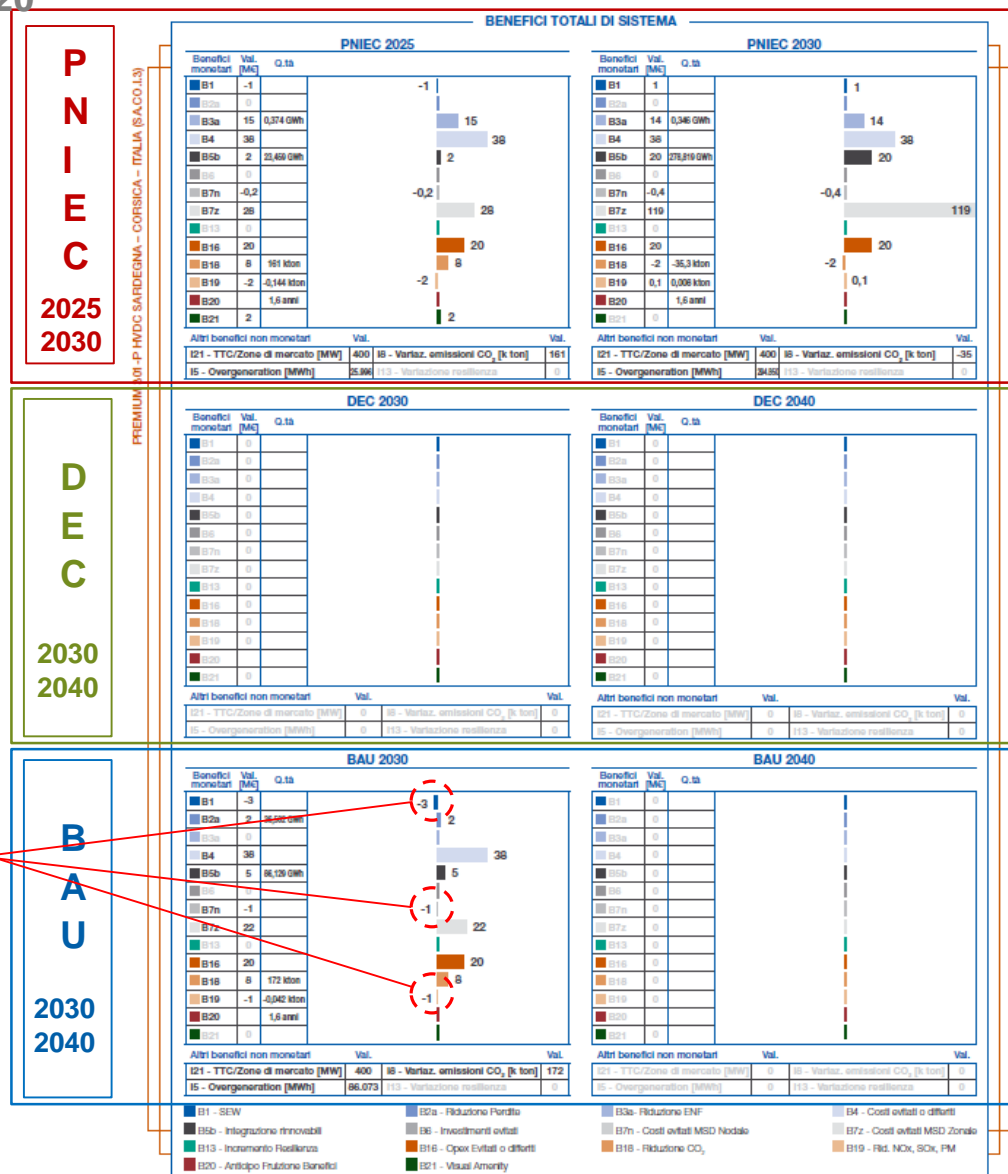 20
BENEFICI TOTALI DI SISTEMA
P
N
I
E
C
2025
2030
PREMIUM 301-P HVDC SARDEGNA – CORSICA – ITALIA (SA.CO.I.3)
PNIEC 2025
Benefici monetari Val. [M€] Q.tà
B1 -1 -1
B2a 0
B3a 15 0,374 GWh 15
B4 38 38
B5b 2 23,459 GWh 2
B6 0
B7n -0,2 -0,2
B7z 28 28
B13 0
B16 20 20
B18 8 161 kton 8
B19 -2 -0,144 kton -2
B20 1,6 anni
B21 2 2
Altri benefici non monetari Val. Val.
I21 - TTC/Zone di mercato [MW] 400 I8 - Variaz. emissioni CO2 [k ton] 161
I5 - Overgeneration [MWh] 25.996 I13 - Variazione resilienza 0
PNIEC 2030
Benefici monetari Val. [M€] Q.tà
B1 1 1
B2a 0
B3a 14 0,346 GWh 14
B4 38 38
B5b 20 278,819 GWh 20
B6 0
B7n -0,4 -0,4
B7z 119 119
B13 0
B16 20 20
B18 -2 -35,3 kton -2
B19 0,1 0,008 kton 0,1
B20 1,6 anni
B21 0
Altri benefici non monetari Val. Val.
I21 - TTC/Zone di mercato [MW] 400 I8 - Variaz. emissioni CO2 [k ton] -35
I5 - Overgeneration [MWh] I13 - Variazione resilienza 0
D
E
C
2030
2040
DEC 2030
Benefici monetari Val. [M€] Q.tà
B1 0
B2a 0
B3a 0
B4 0
B5b 0
B6 0
B7n 0
B7z 0
B13 0
B16 0
B18 0
B19 0
B20
B21 0
Altri benefici non monetari Val. Val.
I21 - TTC/Zone di mercato [MW] 0 I8 - Variaz. emissioni CO2 [k ton] 0
I5 - Overgeneration [MWh] 0 I13 - Variazione resilienza 0
DEC 2040
Benefici monetari Val. [M€] Q.tà
B1 0
B2a 0
B3a 0
B4 0
B5b 0
B6 0
B7n 0
B7z 0
B13 0
B16 0
B18 0
B19 0
B20
B21 0
Altri benefici non monetari Val. Val.
I21 - TTC/Zone di mercato [MW] 0 I8 - Variaz. emissioni CO2 [k ton] 0
I5 - Overgeneration [MWh] 0 I13 - Variazione resilienza 0
B
A
U
2030
2040
BAU 2030
Benefici monetari Val. [M€] Q.tà
B1 -3 -3
B2a 2 GWh 2
B3a 0
B4 38 38
B5b 5 86,129 GWh 5
B6 0
B7n -1 -1
B7z 22 22
B13 0
B16 20 20
B18 8 172 kton 8
B19 -1 -0,042 kton -1
B20 1,6 anni
B21 0
Altri benefici non monetari Val. Val.
I21 - TTC/Zone di mercato [MW] 400 I8 - Variaz. emissioni CO2 [k ton] 172
I5 - Overgeneration [MWh] 86.073 I13 - Variazione resilienza 0
BAU 2040
Benefici monetari Val. [M€] Q.tà
B1 0
B2a 0
B3a 0
B4 0
B5b 0
B6 0
B7n 0
B7z 0
B13 0
B16 0
B18 0
B19 0
B20
B21 0
Altri benefici non monetari Val. Val.
I21 - TTC/Zone di mercato [MW] 0 I8 - Variaz. emissioni CO2 [k ton] 0
I5 - Overgeneration [MWh] 0 I13 - Variazione resilienza 0
B1 - SEW B2a - Riduzione Perdite B3a- Riduzione ENF B4 - Costi evitati o differiti
B5b - Integrazione rinnovabili B6 - Investimenti evitati B7n - Costi evitati MSD Nodale B7z - Costi evitati MSD Zonale
B13 - Incremento Resilienza B16 - Opex Evitati o differiti B18 - Riduzione CO2 B19 - Rid. NOx, SOx, PM
B20 - Anticipo Fruizione Benefici B21 - Visual Amenity